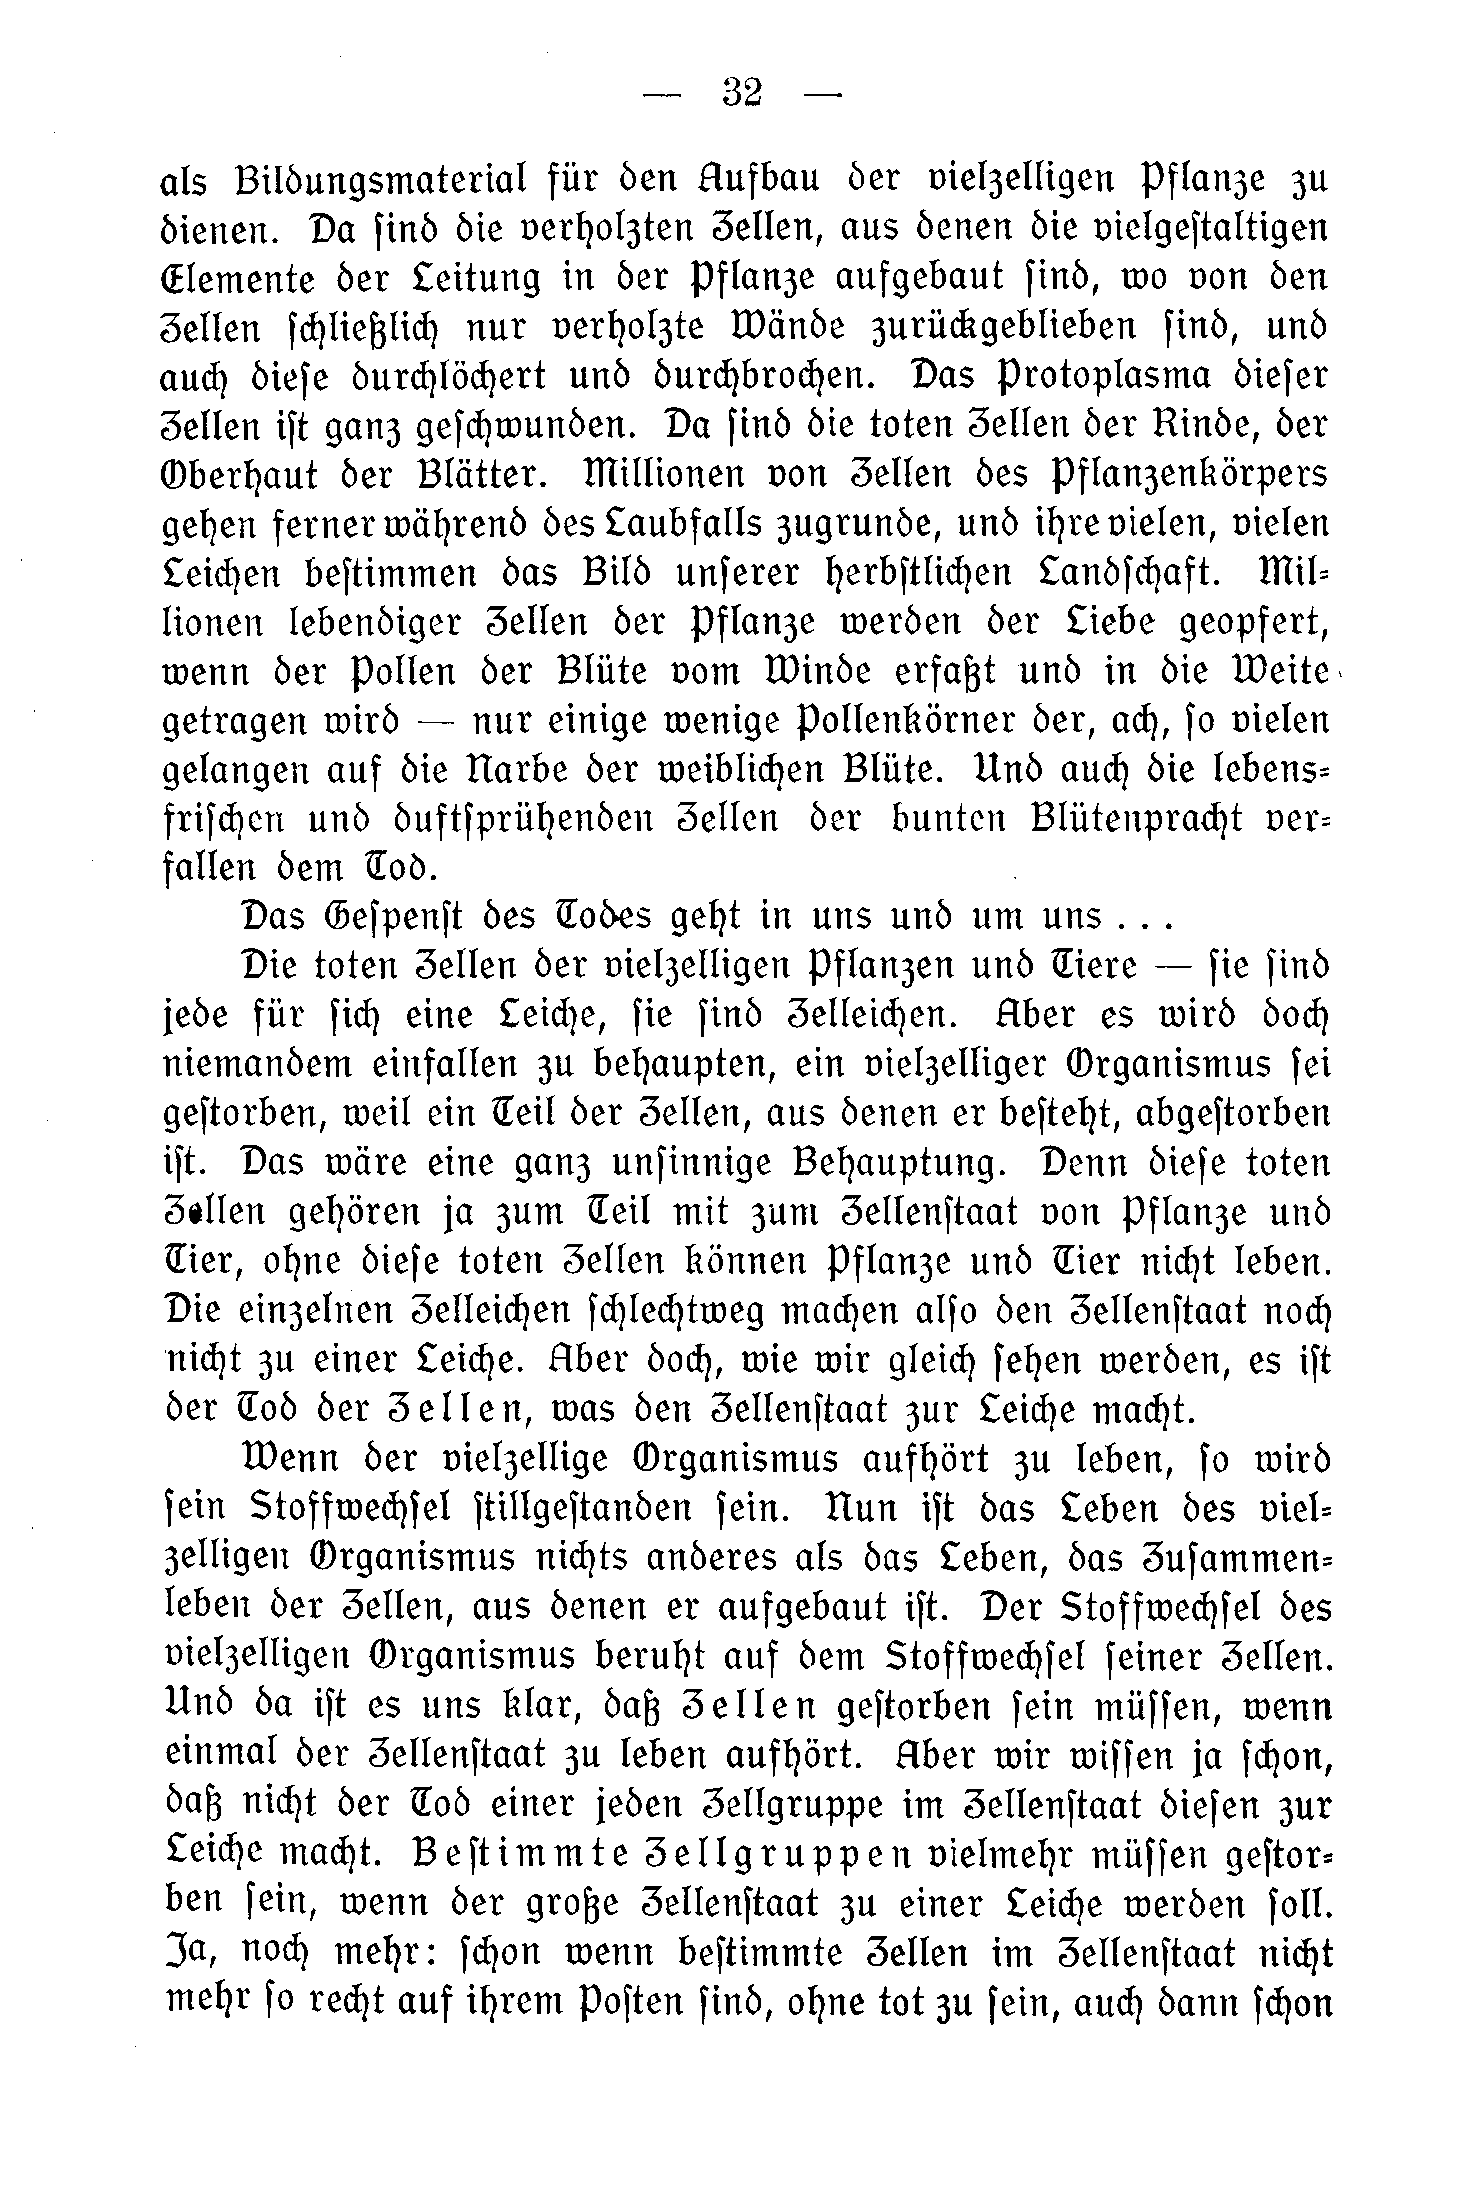 — 32 —
als Bildungsmaterial für den Aufbau der vielzelligen Pflanze zu
dienen. Da ſind die verholzten Zellen, aus denen die vielgeſtaltigen
Elemente der Leitung in der Pflanze aufgebaut ſind, wo von den
Zellen ſchließlich nur verholzte Wände zurückgeblieben ſind, und
auch dieſe durchlöchert und durchbrochen. Das Protoplasma dieſer
Zellen iſt ganz geſchwunden. Da ſind die toten Zellen der Rinde, der
Oberhaut der Blätter. Millionen von Zellen des Pflanzenkörpers
gehen ferner während des Laubfalls zugrunde, und ihre vielen, vielen
Leichen beſtimmen das Bild unſerer herbſtlichen Landſchaft. Mil⸗
lionen lebendiger Zellen der Pflanze werden der Liebe geopfert,
wenn der Pollen der Blüte vom Winde erfaßt und in die Weite
getragen wird — nur einige wenige Pollenkörner der, ach, ſo vielen
gelangen auf die Narbe der weiblichen Blüte. Und auch die lebens⸗
friſchen und duftſprühenden Zellen der bunten Blütenpracht ver⸗
fallen dem Tod.
Das Geſpenſt des Todes geht in uns und um uns . . .
Die toten Zellen der vielzelligen Pflanzen und Tiere — ſie ſind
jede für ſich eine Leiche, ſie ſind Zelleichen. Aber es wird doch
niemandem einfallen zu behaupten, ein vielzelliger Organismus ſei
geſtorben, weil ein Teil der Zellen, aus denen er beſteht, abgeſtorben
iſt. Das wäre eine ganz unſinnige Behauptung. Denn dieſe toten
Zellen gehören ja zum Teil mit zum Zellenſtaat von Pflanze und
Tier, ohne dieſe toten Zellen können Pflanze und Tier nicht leben.
Die einzelnen Zelleichen ſchlechtweg machen alſo den Zellenſtaat noch
nicht zu einer Leiche. Aber doch, wie wir gleich ſehen werden, es iſt
der Tod der Zellen, was den Zellenſtaat zur Leiche macht.
Wenn der vielzellige Organismus aufhört zu leben, ſo wird
ſein Stoffwechſel ſtillgeſtanden ſein. Nun iſt das Leben des viel⸗
zelligen Organismus nichts anderes als das Leben, das Zuſammen⸗
leben der Zellen, aus denen er aufgebaut iſt. Der Stoffwechſel des
vielzelligen Organismus beruht auf dem Stoffwechſel ſeiner Zellen.
Und da iſt es uns klar, daß Zellen geſtorben ſein müſſen, wenn
einmal der Zellenſtaat zu leben aufhört. Aber wir wiſſen ja ſchon,
daß nicht der Tod einer jeden Zellgruppe im Zellenſtaat dieſen zur
Leiche macht. Beſtimmte Zellgruppen vielmehr müſſen geſtor⸗
ben ſein, wenn der große Zellenſtaat zu einer Leiche werden ſoll.
Ja, noch mehr: ſchon wenn beſtimmte Zellen im Zellenſtaat nicht
mehr ſo recht auf ihrem Poſten ſind, ohne tot zu ſein, auch dann ſchon